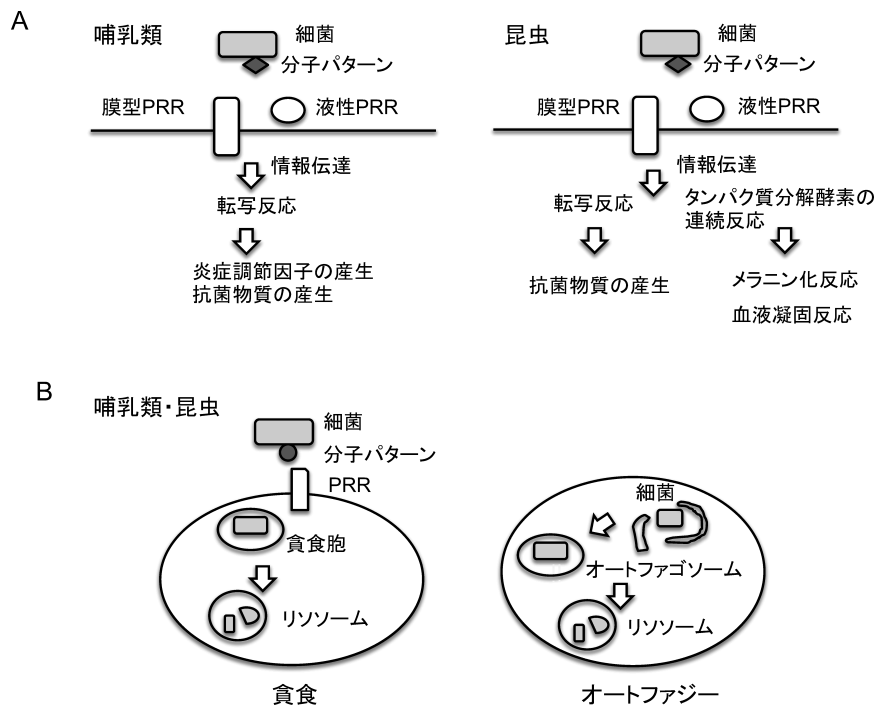 A
哺乳類
細菌
分子パターン
膜型PRR
液性PRR
情報伝達
転写反応
炎症調節因子の産生
抗菌物質の産生
昆虫
細菌
分子パターン
膜型PRR
液性PRR
情報伝達
転写反応
タンパク質分解酵素の
連続反応
抗菌物質の産生
メラニン化反応
血液凝固反応
B
哺乳類・昆虫
細菌
分子パターン
PRR
貪食胞
リソソーム
貪食
細菌
オートファゴソーム
リソソーム
オートファジー